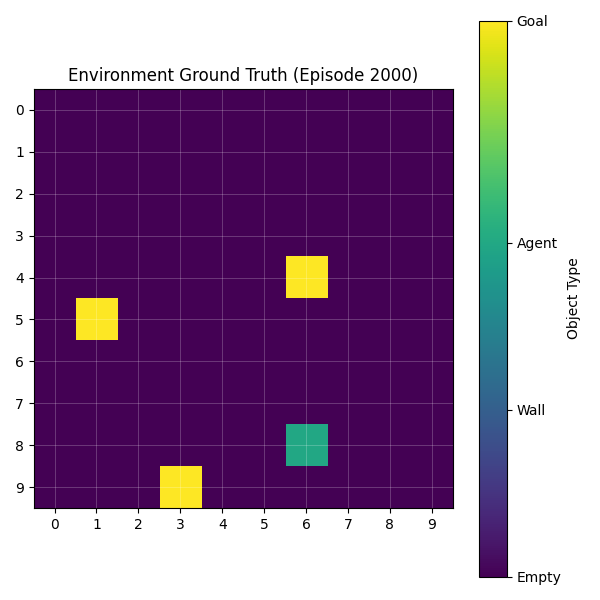 Environment Ground Truth (Episode 2000)
0
1
2
3
4
5
6
7
8
9
0 1 2 3 4 5 6 7 8 9
Goal
Agent
Wall
Empty
Object Type